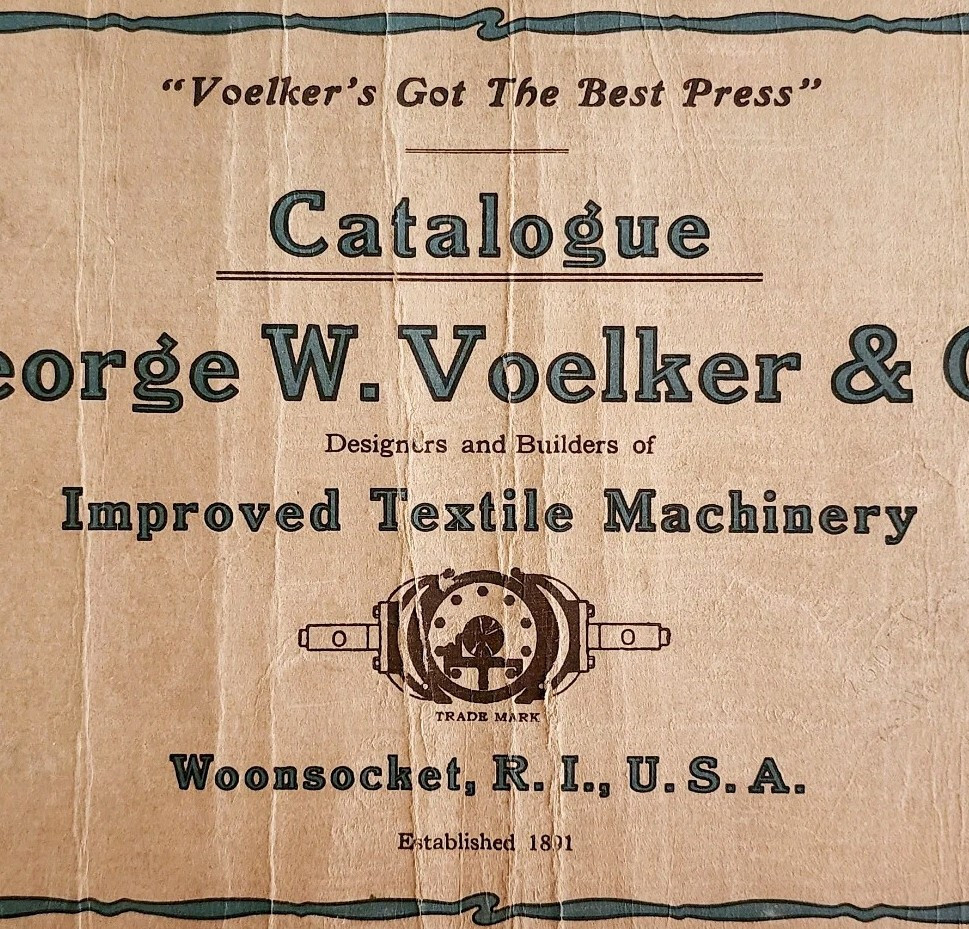 “Voelker’s Got The Best Press”
Catalogue
eorge W. Voelker & C
Designers and Builders of
Improved Textile Machinery
TRADE MARK
Woonsocket, R. I., U. S. A.
Established 1891